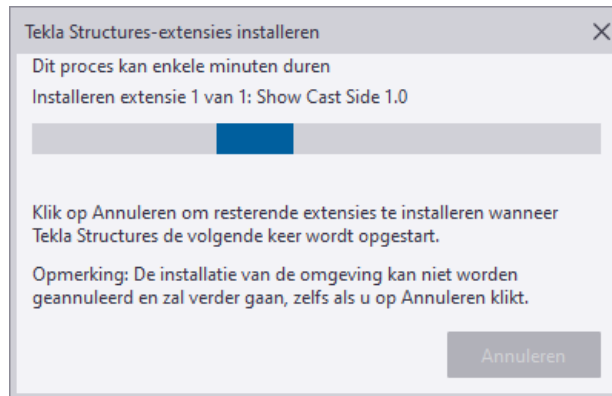 Tekla Structures-extensies installeren
Dit proces kan enkele minuten duren
Installeren extensie 1 van 1: Show Cast Side 1.0
Klik op Annuleren om resterende extensies te installeren wanneer
Tekla Structures de volgende keer wordt opgestart.
Opmerking: De installatie van de omgeving kan niet worden
geannuleerd en zal verder gaan, zelfs als u op Annuleren klikt.
Annuleren